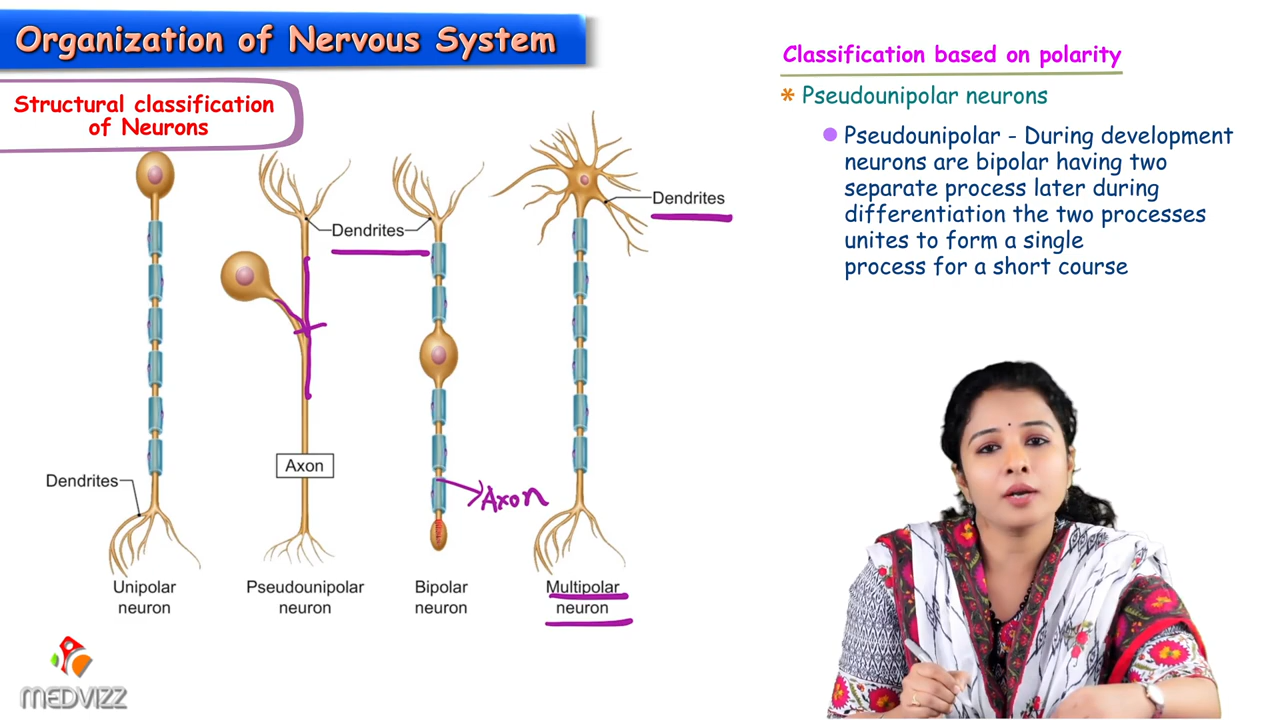 Organization of Nervous System
Structural classification
of Neurons
Dendrites
Dendrites
Axon
Axon
Dendrites
Unipolar
neuron
Pseudounipolar
neuron
Bipolar
neuron
Multipolar
neuron
MEDVIZZ
Classification based on polarity
* Pseudounipolar neurons
Pseudounipolar - During development
neurons are bipolar having two
separate process later during
differentiation the two processes
unites to form a single
process for a short course